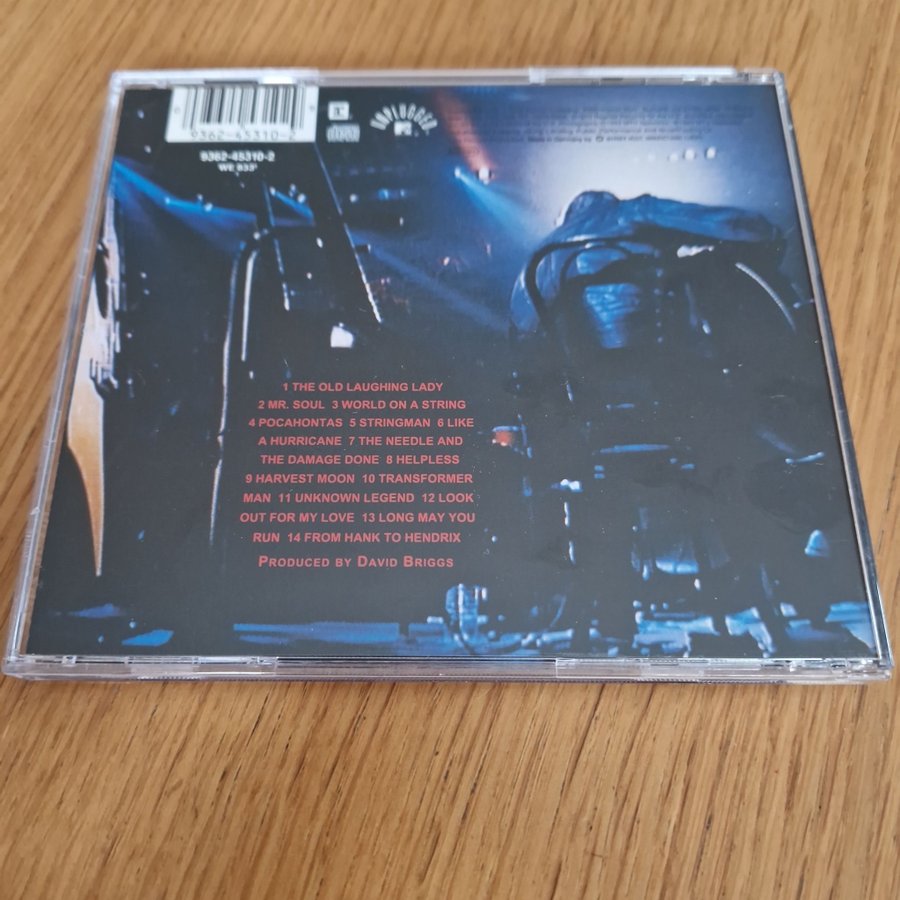 9362-45310-2
9362-45310-2
WE 833
UNPLUGGED
1 THE OLD LAUGHING LADY
2 MR. SOUL 3 WORLD ON A STRING
4 POCAHONTAS 5 STRINGMAN 6 LIKE
A HURRICANE 7 THE NEEDLE AND
THE DAMAGE DONE 8 HELPLESS
9 HARVEST MOON 10 TRANSFORMER
MAN 11 UNKNOWN LEGEND 12 LOOK
OUT FOR MY LOVE 13 LONG MAY YOU
RUN 14 FROM HANK TO HENDRIX
PRODUCED BY DAVID BRIGGS